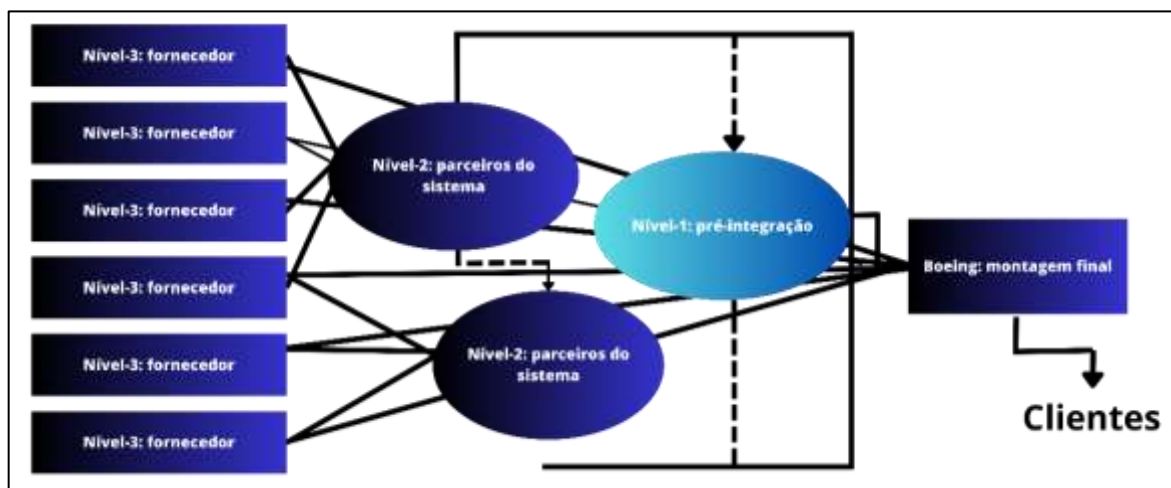 Nível-3: fornecedor
Nível-3: fornecedor
Nível-3: fornecedor
Nível-3: fornecedor
Nível-3: fornecedor
Nível-3: fornecedor
Nível-2: parceiros do
sistema
Nível-2: parceiros do
sistema
Nível-1: pré-integração
Boeing: montagem final
Clientes